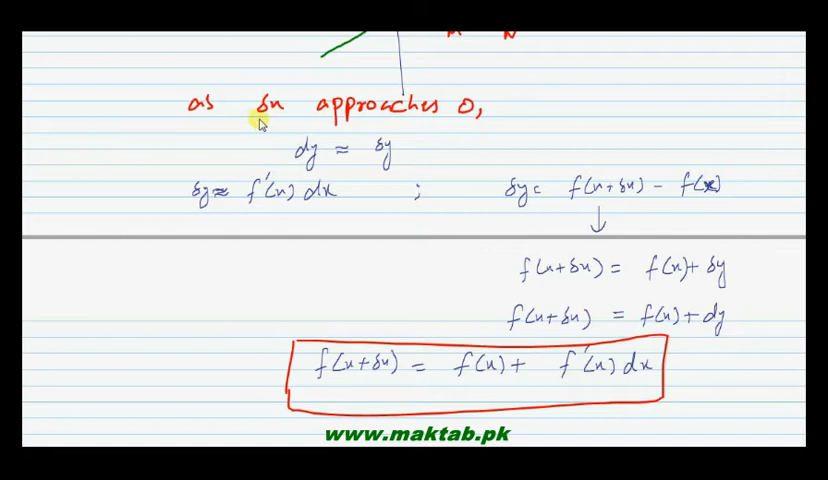 as δx approaches 0,
dy ≈ δy
δy ≈ f'(x) dx ; δy = f(x+δx) - f(x)
↓
f(x+δx) = f(x) + δy
f(x+δx) = f(x) + dy
f(x+δx) = f(x) + f'(x) dx
www.maktab.pk